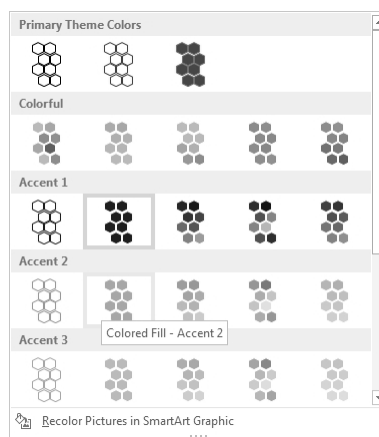 Primary Theme Colors
Colorful
Accent 1
Accent 2
Colored Fill - Accent 2
Accent 3
Recolor Pictures in SmartArt Graphic